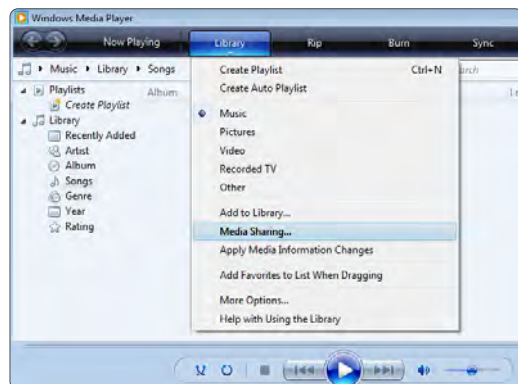 Windows Media Player
Now Playing
Library
Rip
Burn
Sync
Music ▸ Library ▸ Songs
Playlists
Create Playlist
Library
Recently Added
Artist
Album
Songs
Genre
Year
Rating
Album
Create Playlist Ctrl+N
Create Auto Playlist
Music
Pictures
Video
Recorded TV
Other
Add to Library...
Media Sharing...
Apply Media Information Changes
Add Favorites to List When Dragging
More Options...
Help with Using the Library